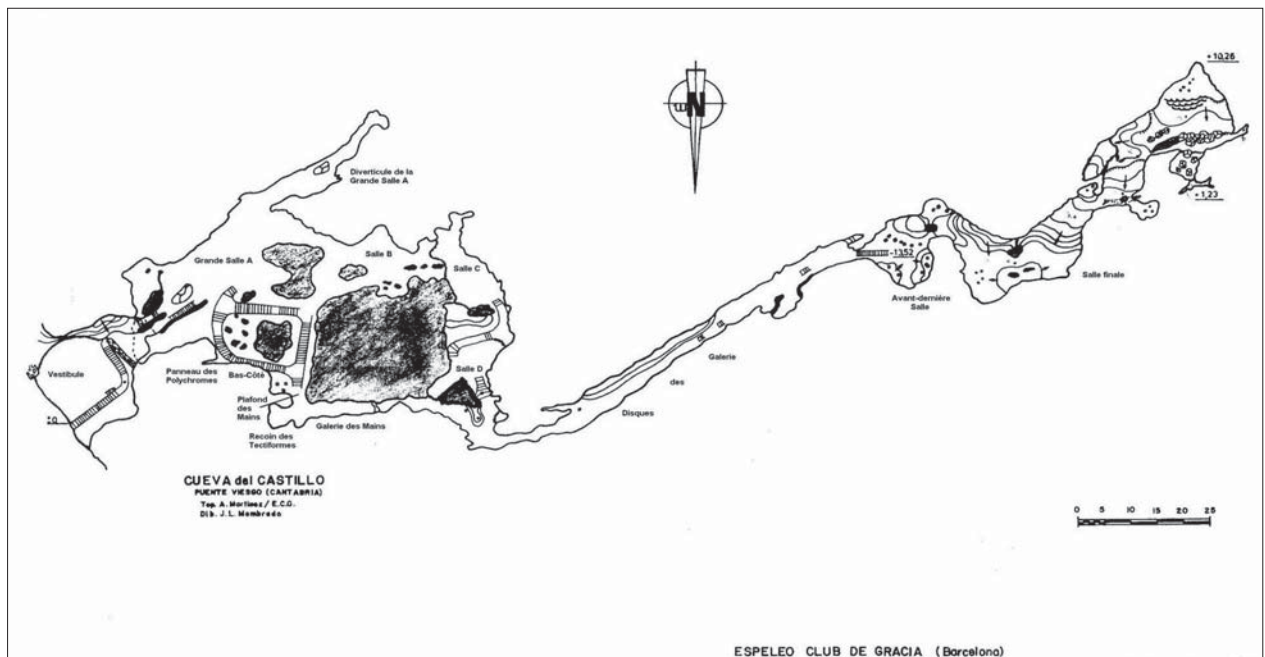 +10,26
N
Diverticule de la
Grande Salle A
+1,23
Grande Salle A
Salle B
Salle C
-13,52
Salle finale
Avant-dernière
Salle
Vestibule
Panneau des
Polychromes
Bas-Côté
Salle D
Galerie
des
Disques
Plafond
des
Mains
Galerie des Mains
Recoin des
Tectiformes
CUEVA del CASTILLO
PUENTE VIESGO (CANTABRIA)
Top. A. Martinez / E.C.G.
Dib. J. L. Membrado
0 5 10 15 20 25
ESPELEO CLUB DE GRACIA (Barcelona)